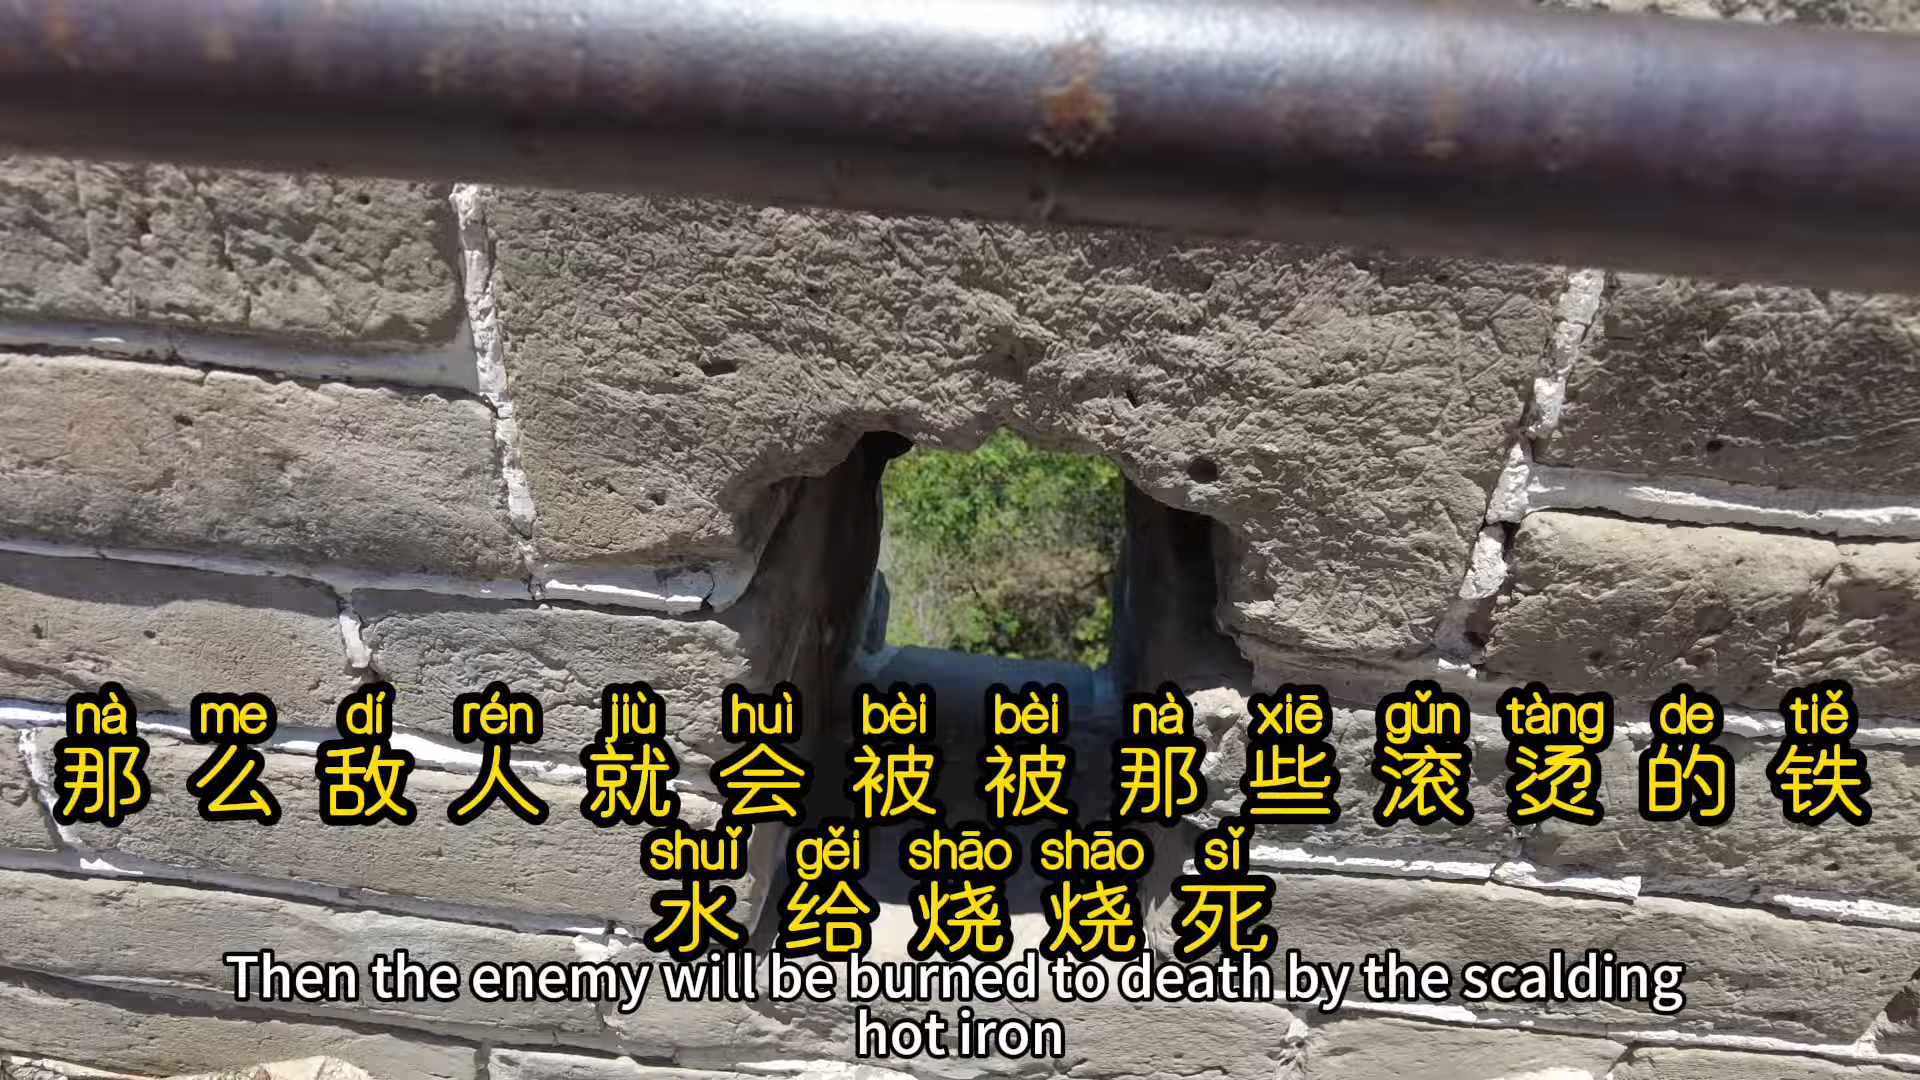 nà me dí rén jiù huì bèi bèi nà xiē gǔn tàng de tiě
那么敌人就会被被那些滚烫的铁
shuǐ gěi shāo shāo sǐ
水给烧烧死
Then the enemy will be burned to death by the scalding
hot iron